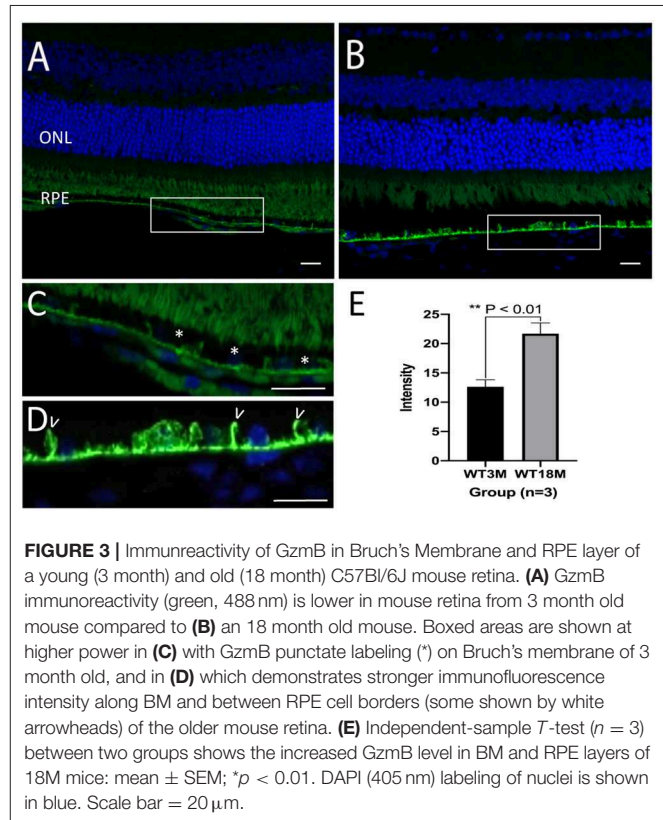 A
B
ONL
RPE
C
* * *
D
v v v
E
** P < 0.01
Intensity
25
20
15
10
5
0
WT3M WT18M
Group (n=3)
FIGURE 3 | Immunreactivity of GzmB in Bruch's Membrane and RPE layer of
a young (3 month) and old (18 month) C57Bl/6J mouse retina. (A) GzmB
immunoreactivity (green, 488 nm) is lower in mouse retina from 3 month old
mouse compared to (B) an 18 month old mouse. Boxed areas are shown at
higher power in (C) with GzmB punctate labeling (*) on Bruch's membrane of 3
month old, and in (D) which demonstrates stronger immunofluorescence
intensity along BM and between RPE cell borders (some shown by white
arrowheads) of the older mouse retina. (E) Independent-sample T-test (n = 3)
between two groups shows the increased GzmB level in BM and RPE layers of
18M mice: mean ± SEM; *p < 0.01. DAPI (405 nm) labeling of nuclei is shown
in blue. Scale bar = 20 μm.